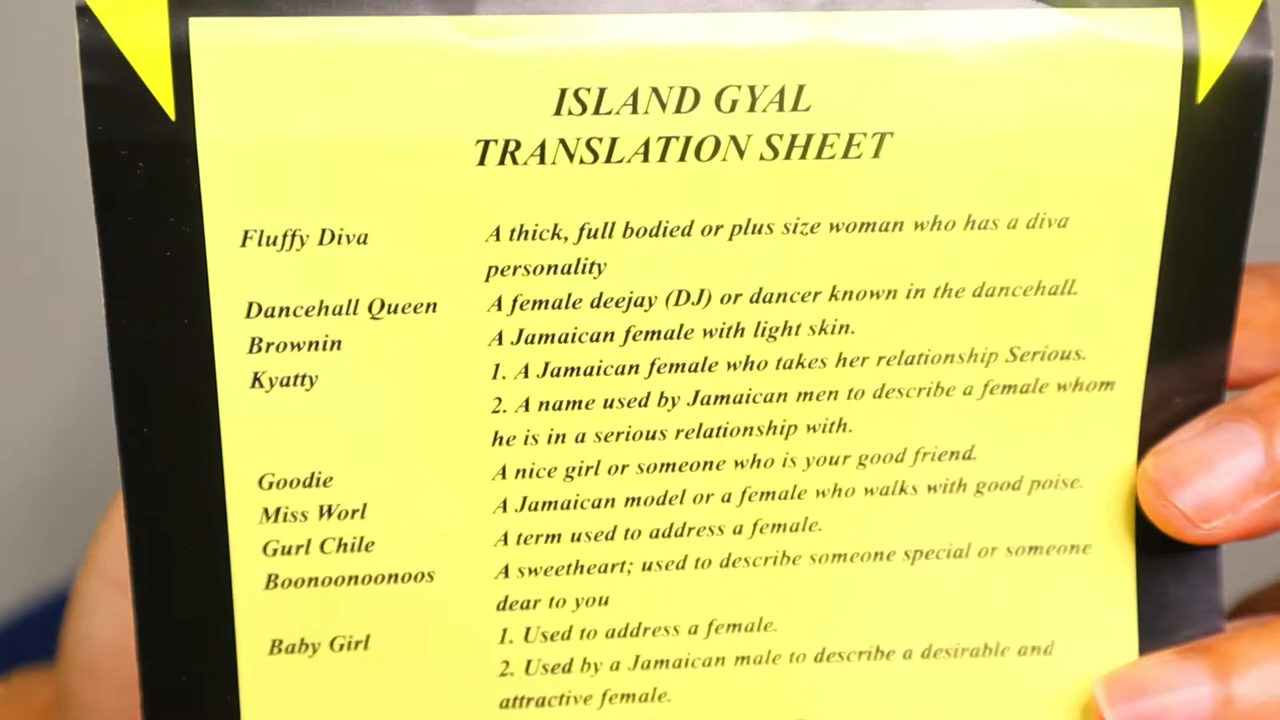 ISLAND GYAL
TRANSLATION SHEET
Fluffy Diva A thick, full bodied or plus size woman who has a diva
personality
Dancehall Queen A female deejay (DJ) or dancer known in the dancehall.
Brownin A Jamaican female with light skin.
Kyatty 1. A Jamaican female who takes her relationship Serious.
2. A name used by Jamaican men to describe a female whom
he is in a serious relationship with.
Goodie A nice girl or someone who is your good friend.
Miss Worl A Jamaican model or a female who walks with good poise.
Gurl Chile A term used to address a female.
Boonoonoonoos A sweetheart; used to describe someone special or someone
dear to you
Baby Girl 1. Used to address a female.
2. Used by a Jamaican male to describe a desirable and
attractive female.